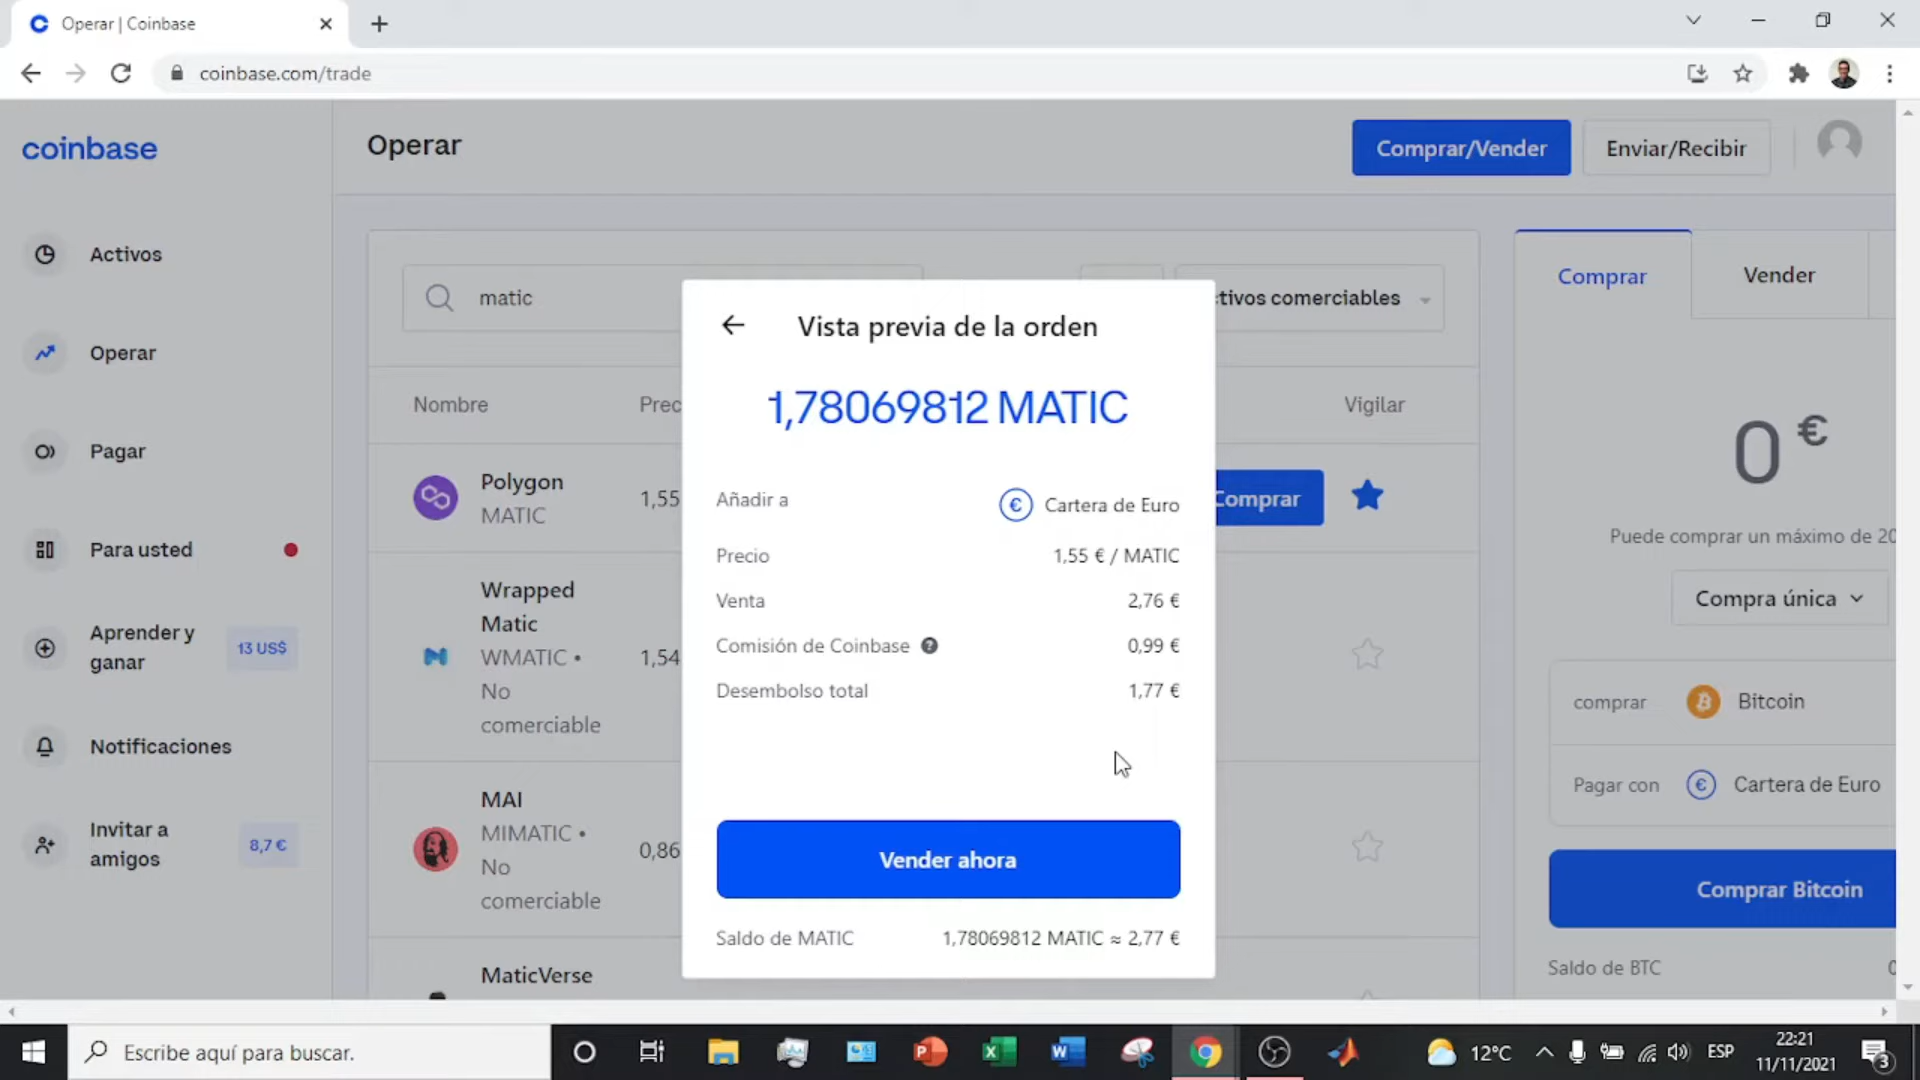 Operar | Coinbase
coinbase.com/trade
coinbase
Operar
Comprar/Vender
Enviar/Recibir
Activos
Operar
Pagar
Para usted
Aprender y
ganar
13 US$
Notificaciones
Invitar a
amigos
8,7 €
matic
tivos comerciables
Nombre
Prec
Vigilar
Polygon
MATIC
1,55
Comprar
Wrapped
Matic
WMATIC •
No
comerciable
1,54
MAI
MIMATIC •
No
comerciable
0,86
MaticVerse
Vista previa de la orden
1,78069812 MATIC
Añadir a
Cartera de Euro
Precio
1,55 € / MATIC
Venta
2,76 €
Comisión de Coinbase
0,99 €
Desembolso total
1,77 €
Vender ahora
Saldo de MATIC
1,78069812 MATIC ≈ 2,77 €
Comprar
Vender
0 €
Puede comprar un máximo de 20
Compra única
comprar
Bitcoin
Pagar con
Cartera de Euro
Comprar Bitcoin
Saldo de BTC
Escribe aquí para buscar.
12°C
ESP
22:21
11/11/2021
3